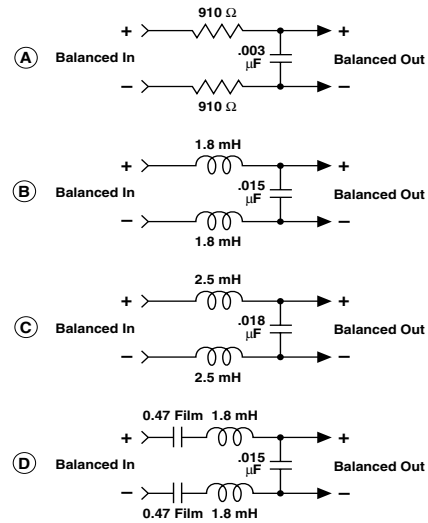 910 Ω
+ +
A Balanced In .003 μF Balanced Out
– –
910 Ω
1.8 mH
+ +
B Balanced In .015 μF Balanced Out
– –
1.8 mH
2.5 mH
+ +
C Balanced In .018 μF Balanced Out
– –
2.5 mH
0.47 Film 1.8 mH
+ +
D Balanced In .015 μF Balanced Out
– –
0.47 Film 1.8 mH